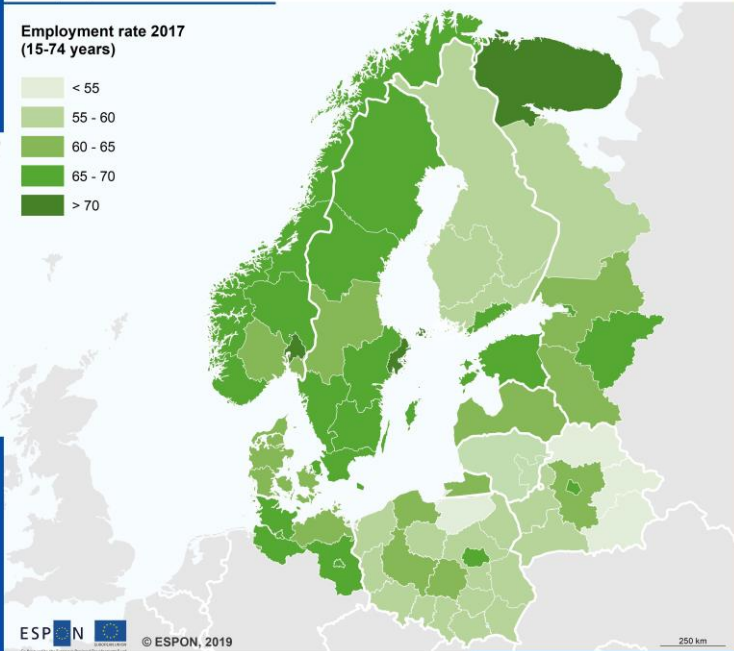 Employment rate 2017
(15-74 years)
< 55
55 - 60
60 - 65
65 - 70
> 70
ESPON
© ESPON, 2019
250 km